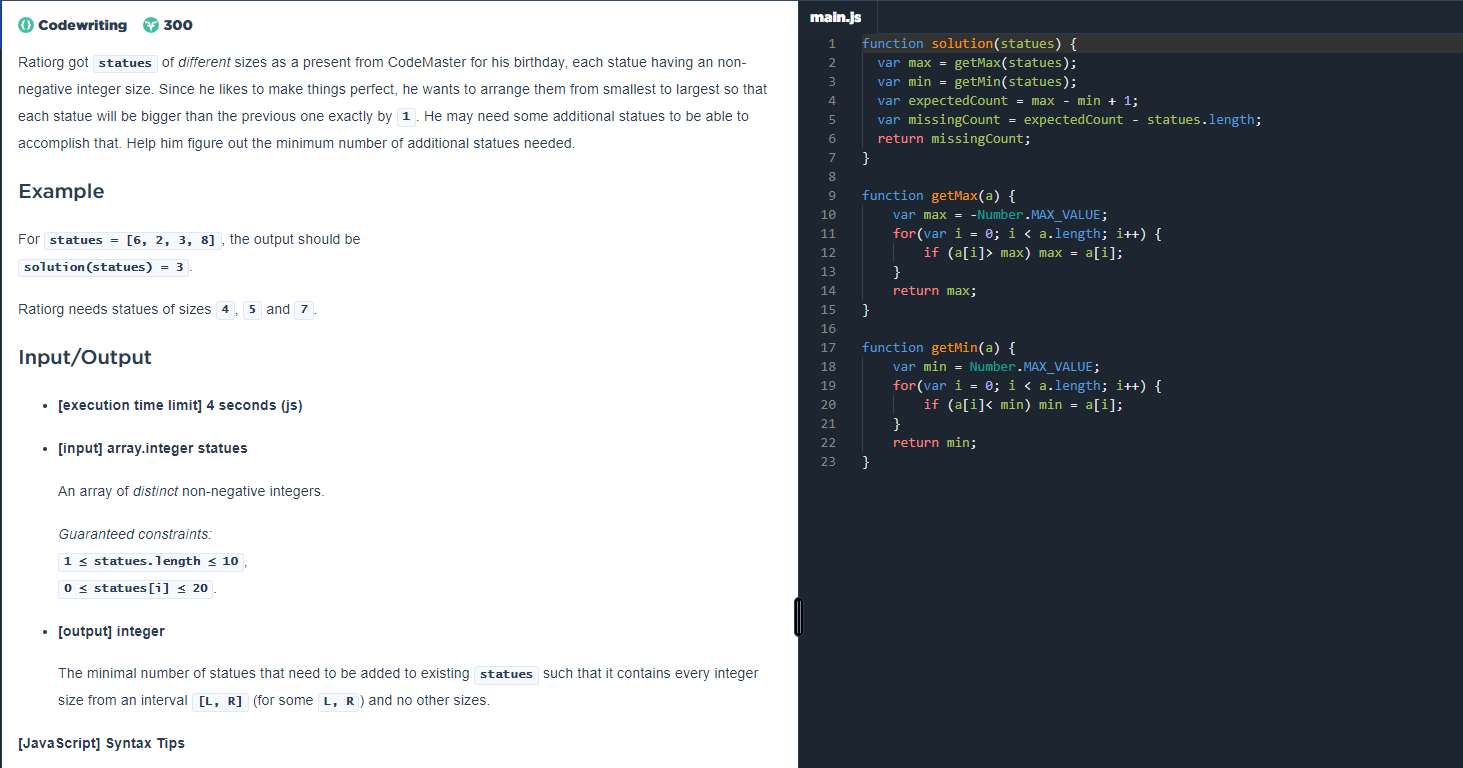 Codewriting 300
Ratiorg got statues of different sizes as a present from CodeMaster for his birthday, each statue having an non-
negative integer size. Since he likes to make things perfect, he wants to arrange them from smallest to largest so that
each statue will be bigger than the previous one exactly by 1. He may need some additional statues to be able to
accomplish that. Help him figure out the minimum number of additional statues needed.
Example
For statues = [6, 2, 3, 8], the output should be
solution(statues) = 3.
Ratiorg needs statues of sizes 4, 5 and 7.
Input/Output
• [execution time limit] 4 seconds (js)
• [input] array.integer statues
An array of distinct non-negative integers.
Guaranteed constraints:
1 ≤ statues.length ≤ 10,
0 ≤ statues[i] ≤ 20.
• [output] integer
The minimal number of statues that need to be added to existing statues such that it contains every integer
size from an interval [L, R] (for some L, R) and no other sizes.
[JavaScript] Syntax Tips
main.js
1 function solution(statues) {
2   var max = getMax(statues);
3   var min = getMin(statues);
4   var expectedCount = max - min + 1;
5   var missingCount = expectedCount - statues.length;
6   return missingCount;
7 }
8
9 function getMax(a) {
10     var max = -Number.MAX_VALUE;
11     for(var i = 0; i < a.length; i++) {
12         if (a[i]> max) max = a[i];
13     }
14     return max;
15 }
16
17 function getMin(a) {
18     var min = Number.MAX_VALUE;
19     for(var i = 0; i < a.length; i++) {
20         if (a[i]< min) min = a[i];
21     }
22     return min;
23 }